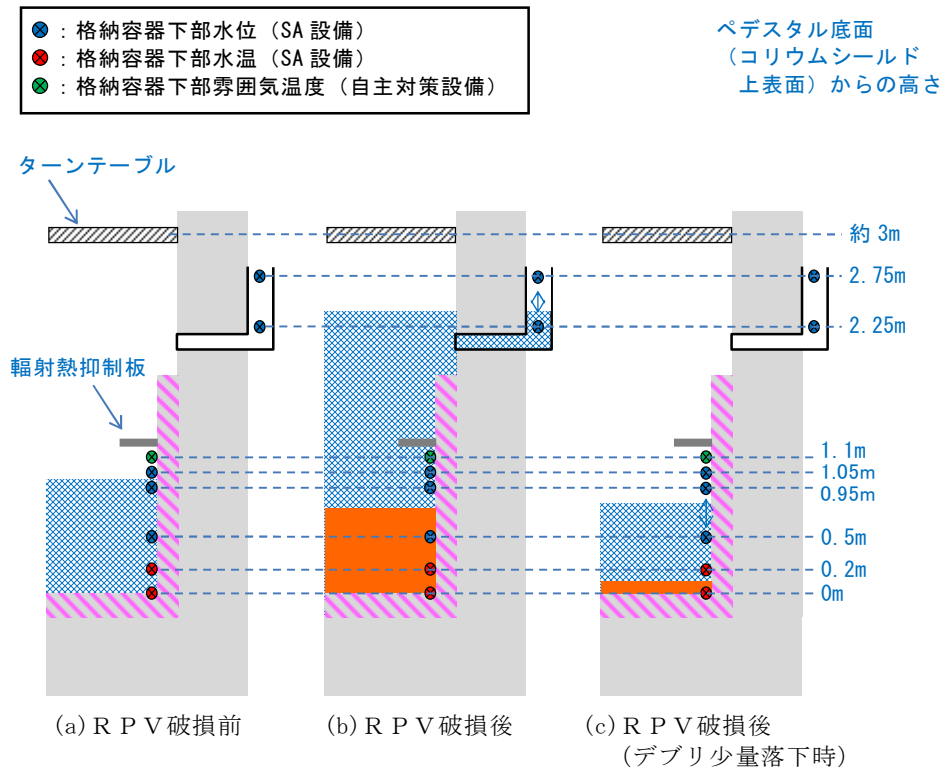 ：格納容器下部水位（SA 設備）
：格納容器下部水温（SA 設備）
：格納容器下部雰囲気温度（自主対策設備）
ペデスタル底面
（コリウムシールド
上表面）からの高さ
ターンテーブル
約 3m
2.75m
2.25m
輻射熱抑制板
1.1m
1.05m
0.95m
0.5m
0.2m
0m
(a)ＲＰＶ破損前
(b)ＲＰＶ破損後
(c)ＲＰＶ破損後
（デブリ少量落下時）